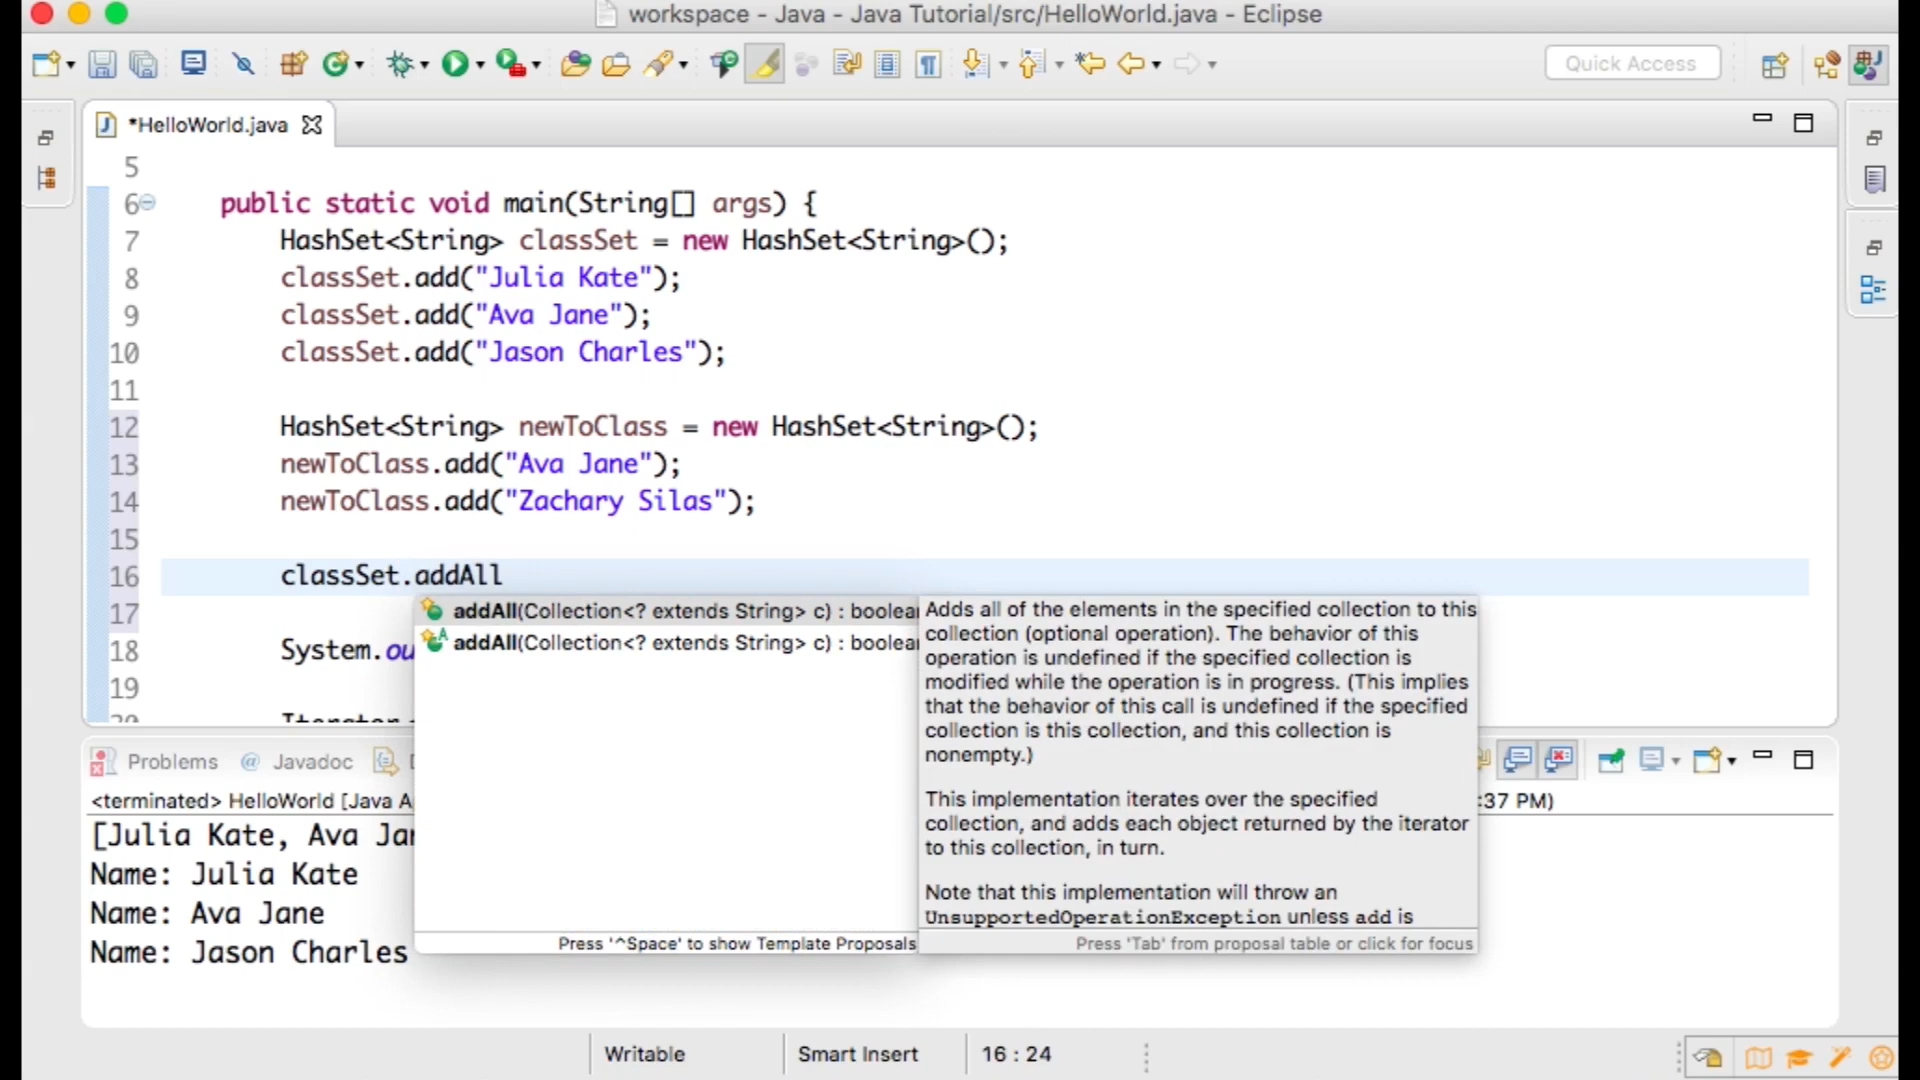 workspace - Java - Java Tutorial/src/HelloWorld.java - Eclipse
Quick Access
*HelloWorld.java
5
6 public static void main(String[] args) {
7 HashSet<String> classSet = new HashSet<String>();
8 classSet.add("Julia Kate");
9 classSet.add("Ava Jane");
10 classSet.add("Jason Charles");
11
12 HashSet<String> newToClass = new HashSet<String>();
13 newToClass.add("Ava Jane");
14 newToClass.add("Zachary Silas");
15
16 classSet.addAll
17
18 System.ou
19
20 Iterator
addAll(Collection<? extends String> c) : boolea
addAll(Collection<? extends String> c) : boolea
Press '^Space' to show Template Proposals
Adds all of the elements in the specified collection to this
collection (optional operation). The behavior of this
operation is undefined if the specified collection is
modified while the operation is in progress. (This implies
that the behavior of this call is undefined if the specified
collection is this collection, and this collection is
nonempty.)
This implementation iterates over the specified
collection, and adds each object returned by the iterator
to this collection, in turn.
Note that this implementation will throw an
UnsupportedOperationException unless add is
Press 'Tab' from proposal table or click for focus
Problems @ Javadoc
<terminated> HelloWorld [Java A :37 PM)
[Julia Kate, Ava Ja
Name: Julia Kate
Name: Ava Jane
Name: Jason Charles
Writable Smart Insert 16 : 24